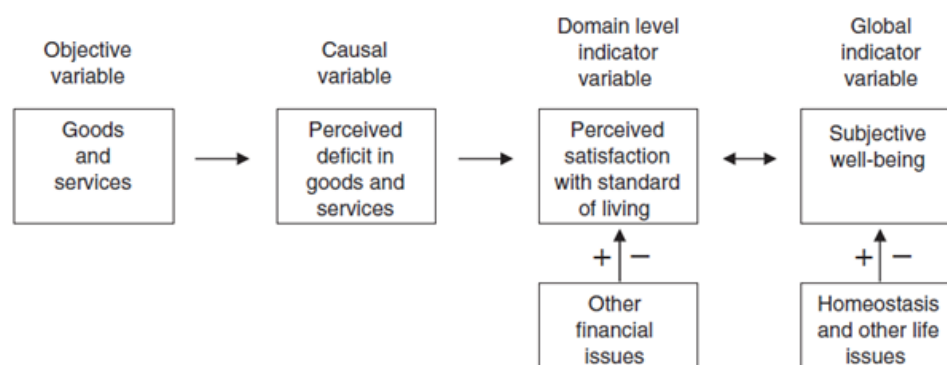 Objective
variable
Causal
variable
Domain level
indicator
variable
Global
indicator
variable
Goods
and
services
Perceived
deficit in
goods and
services
Perceived
satisfaction
with standard
of living
Subjective
well-being
+ −
+ −
Other
financial
issues
Homeostasis
and other life
issues